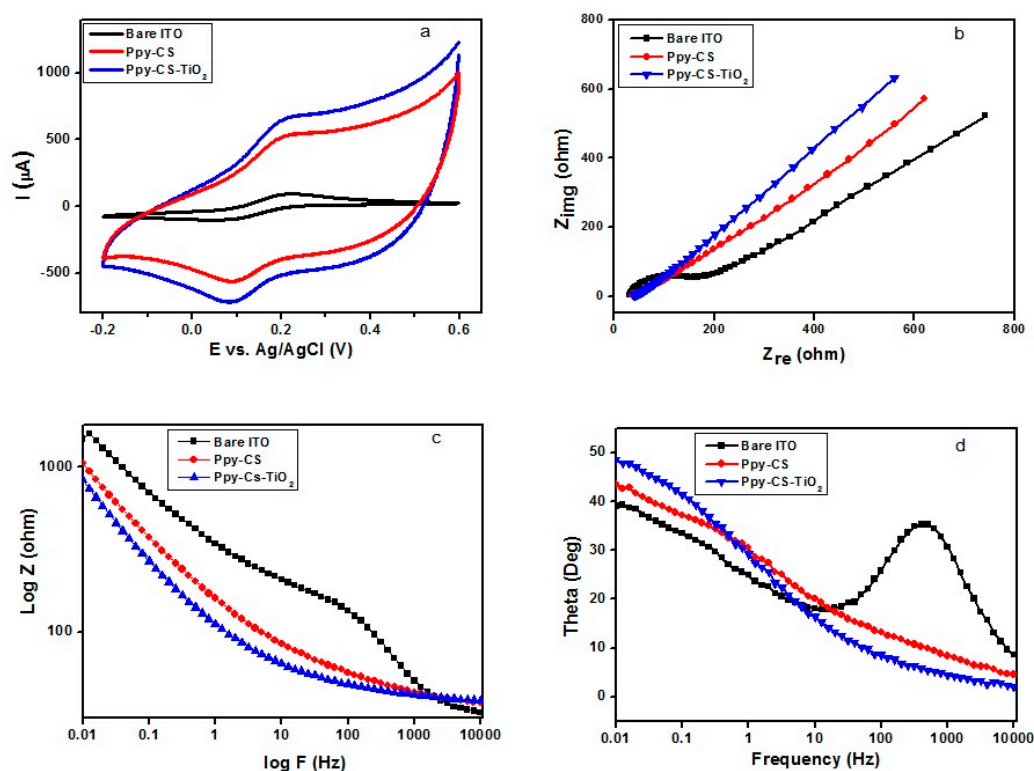 a
Bare ITO
Ppy-CS
Ppy-CS-TiO₂
1000
500
0
-500
I (µA)
-0.2 0.0 0.2 0.4 0.6
E vs. Ag/AgCl (V)
b
Bare ITO
Ppy-CS
Ppy-CS-TiO₂
800
600
400
200
0
Zimg (ohm)
0 200 400 600 800
Zre (ohm)
c
Bare ITO
Ppy-CS
Ppy-Cs-TiO₂
1000
100
Log Z (ohm)
0.01 0.1 1 10 100 1000 10000
log F (Hz)
d
Bare ITO
Ppy-CS
Ppy-CS-TiO₂
50
40
30
20
10
0
Theta (Deg)
0.01 0.1 1 10 100 1000 10000
Frequency (Hz)